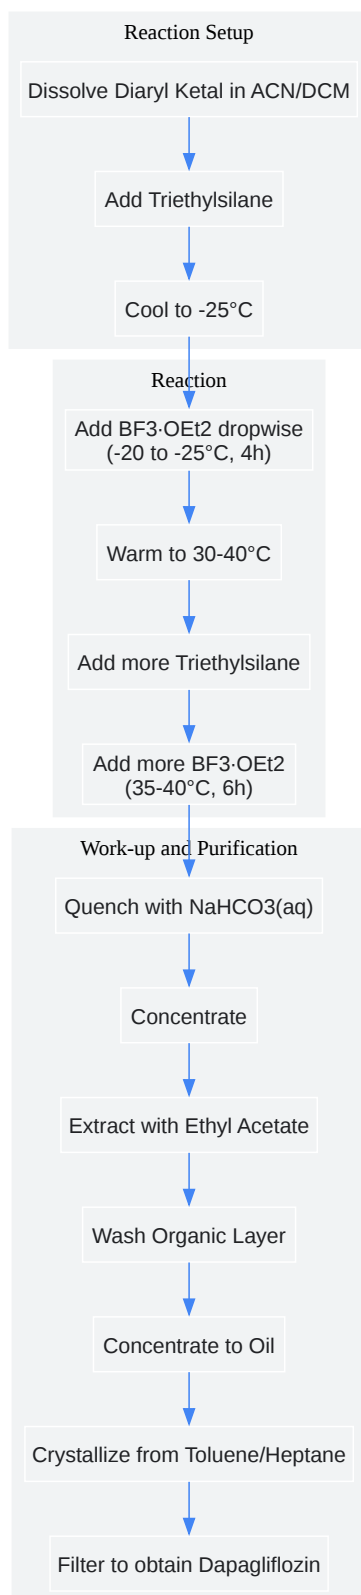 Reaction Setup
Dissolve Diaryl Ketal in ACN/DCM
Add Triethylsilane
Cool to -25°C
Reaction
Add BF3·OEt2 dropwise
(-20 to -25°C, 4h)
Warm to 30-40°C
Add more Triethylsilane
Add more BF3·OEt2
(35-40°C, 6h)
Work-up and Purification
Quench with NaHCO3(aq)
Concentrate
Extract with Ethyl Acetate
Wash Organic Layer
Concentrate to Oil
Crystallize from Toluene/Heptane
Filter to obtain Dapagliflozin